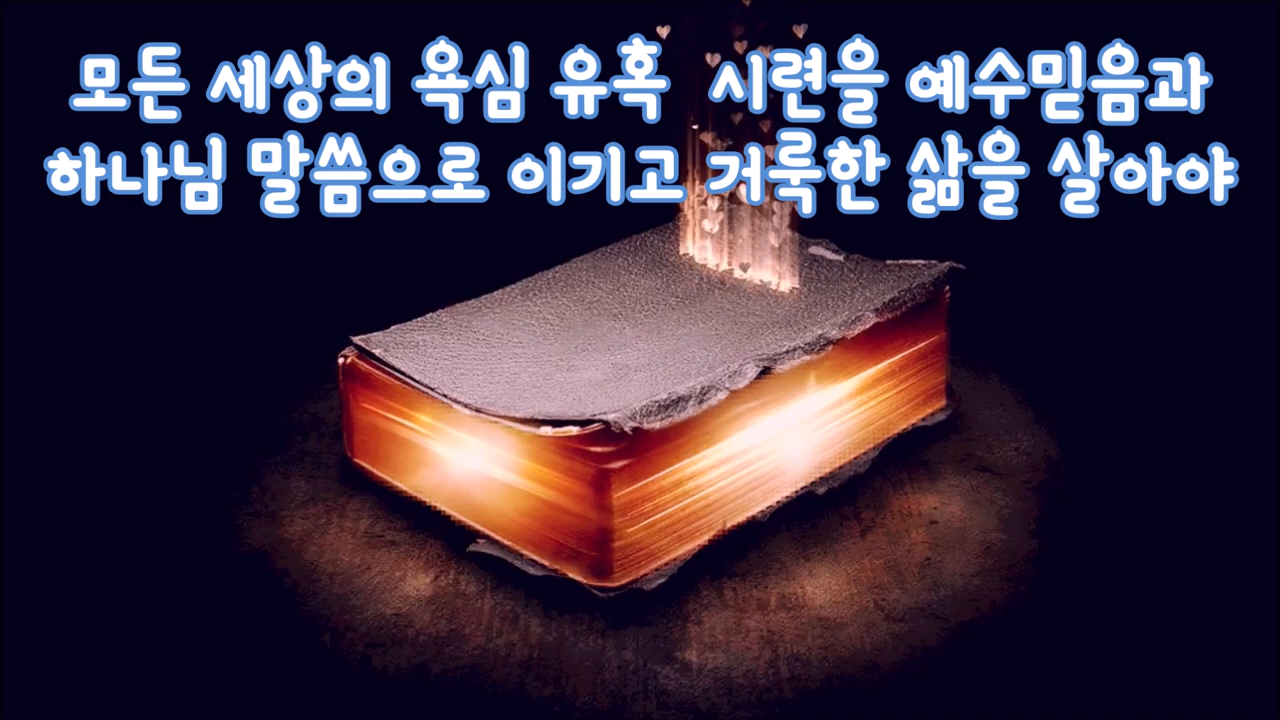 모든 세상의 욕심 유혹 시련을 예수믿음과
하나님 말씀으로 이기고 거룩한 삶을 살아야